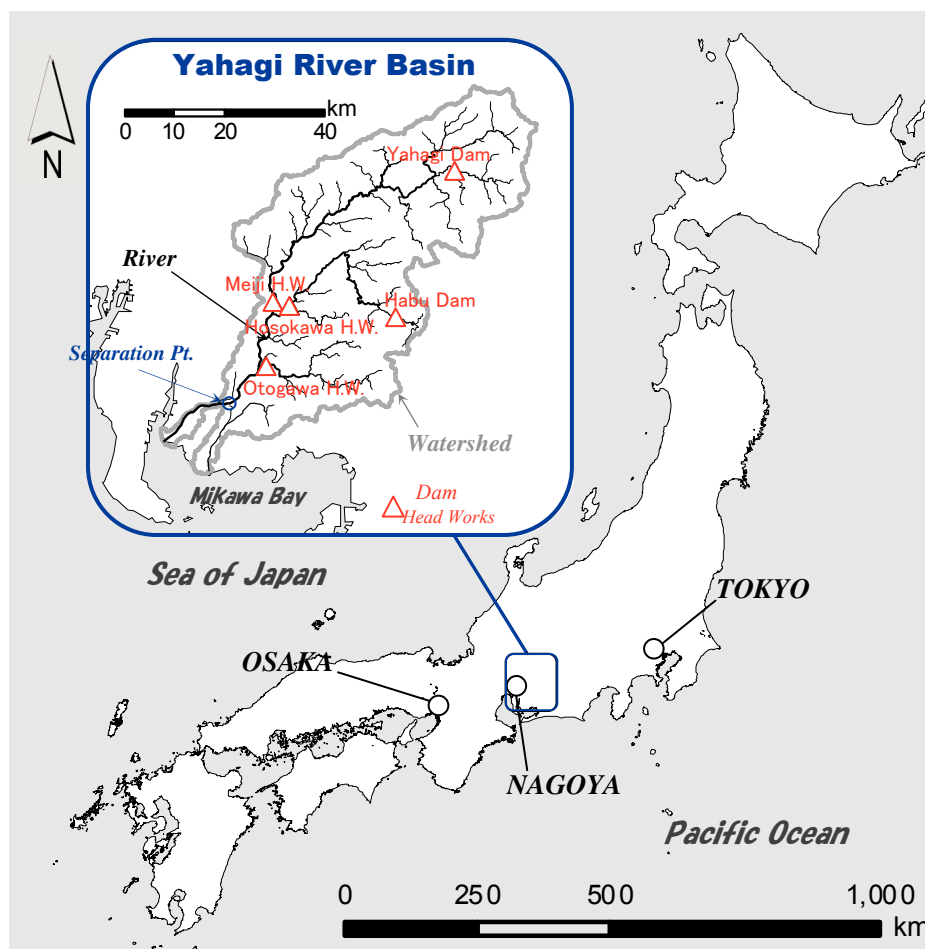 Yahagi River Basin
km
0 10 20 40
N
Yahagi Dam
River
Meiji H.W.
Habu Dam
Hosokawa H.W.
Separation Pt.
Otogawa H.W.
Watershed
Mikawa Bay
Dam
Head Works
Sea of Japan
TOKYO
OSAKA
NAGOYA
Pacific Ocean
0 250 500 1,000
km